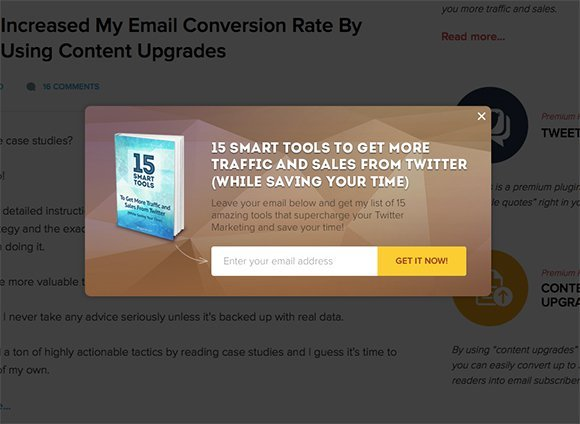 you more traffic and sales.
Increased My Email Conversion Rate By
Using Content Upgrades
Read more...
16 COMMENTS
e case studies?
Premium
TWEET
15 SMART TOOLS TO GET MORE
TRAFFIC AND SALES FROM TWITTER
(WHILE SAVING YOUR TIME)
15
SMART
TOOLS
To Get More Traffic and
Sales From Twitter
(While Saving Your Time)
s is a premium plugin
le quotes" right in yo
Leave your email below and get my list of 15
amazing tools that supercharge your Twitter
Marketing and save your time!
detailed instructi
tegy and the exac
doing it.
Enter your email address
GET IT NOW!
Premium
CONTE
UPGRA
e more valuable t
I never take any advice seriously unless it's backed up with real data.
a ton of highly actionable tactics by reading case studies and I guess it's time to
of my own.
By using "content upgrades"
you can easily convert up to
readers into email subscriber
e...